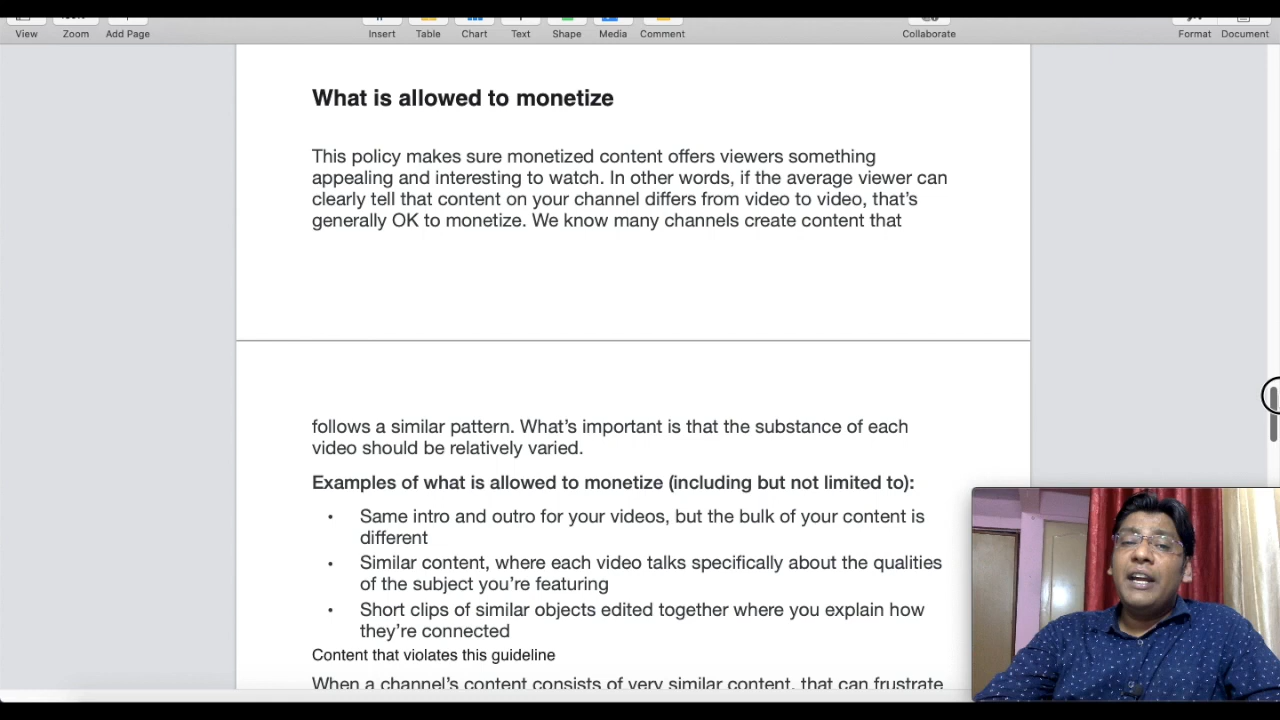 View Zoom Add Page Insert Table Chart Text Shape Media Comment Collaborate Format Document
What is allowed to monetize
This policy makes sure monetized content offers viewers something
appealing and interesting to watch. In other words, if the average viewer can
clearly tell that content on your channel differs from video to video, that’s
generally OK to monetize. We know many channels create content that
follows a similar pattern. What’s important is that the substance of each
video should be relatively varied.
Examples of what is allowed to monetize (including but not limited to):
• Same intro and outro for your videos, but the bulk of your content is
different
• Similar content, where each video talks specifically about the qualities
of the subject you’re featuring
• Short clips of similar objects edited together where you explain how
they’re connected
Content that violates this guideline
When a channel’s content consists of very similar content, that can frustrate